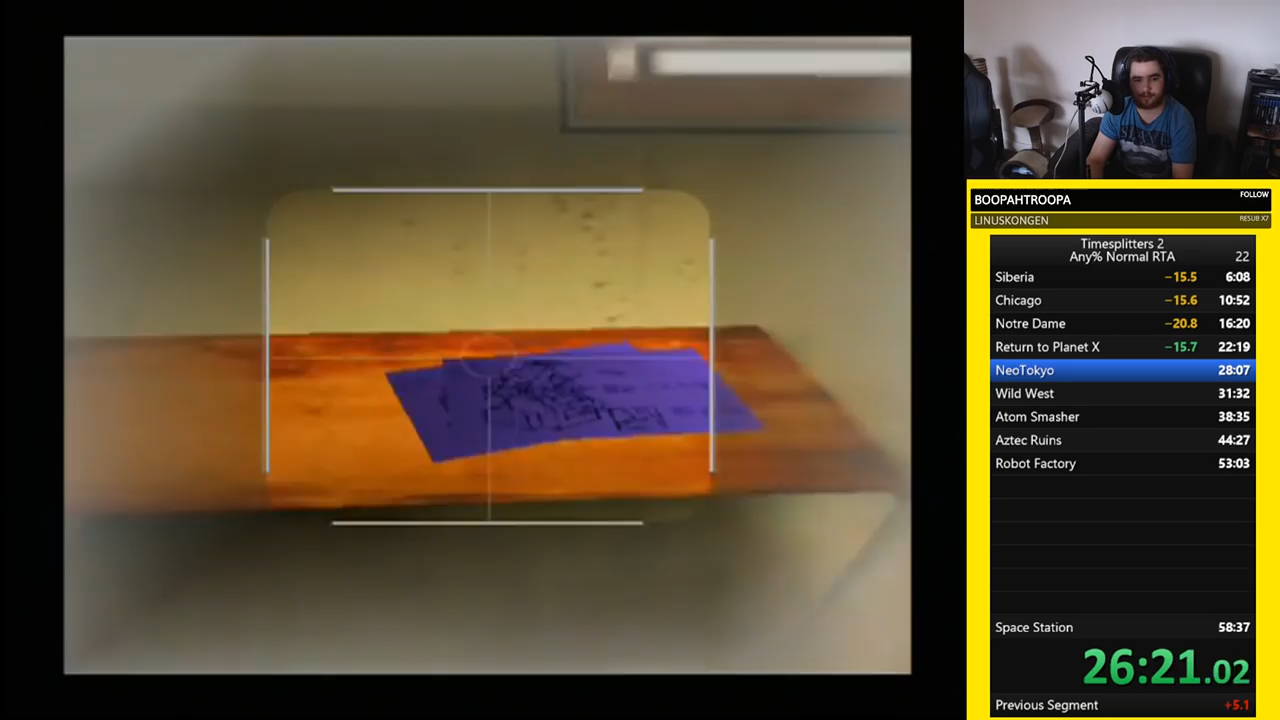 BOOPAHTROOPA FOLLOW
LINUSKONGEN RESUB X7
Timesplitters 2
Any% Normal RTA 22
Siberia −15.5 6:08
Chicago −15.6 10:52
Notre Dame −20.8 16:20
Return to Planet X −15.7 22:19
NeoTokyo 28:07
Wild West 31:32
Atom Smasher 38:35
Aztec Ruins 44:27
Robot Factory 53:03
Space Station 58:37
26:21.02
Previous Segment +5.1